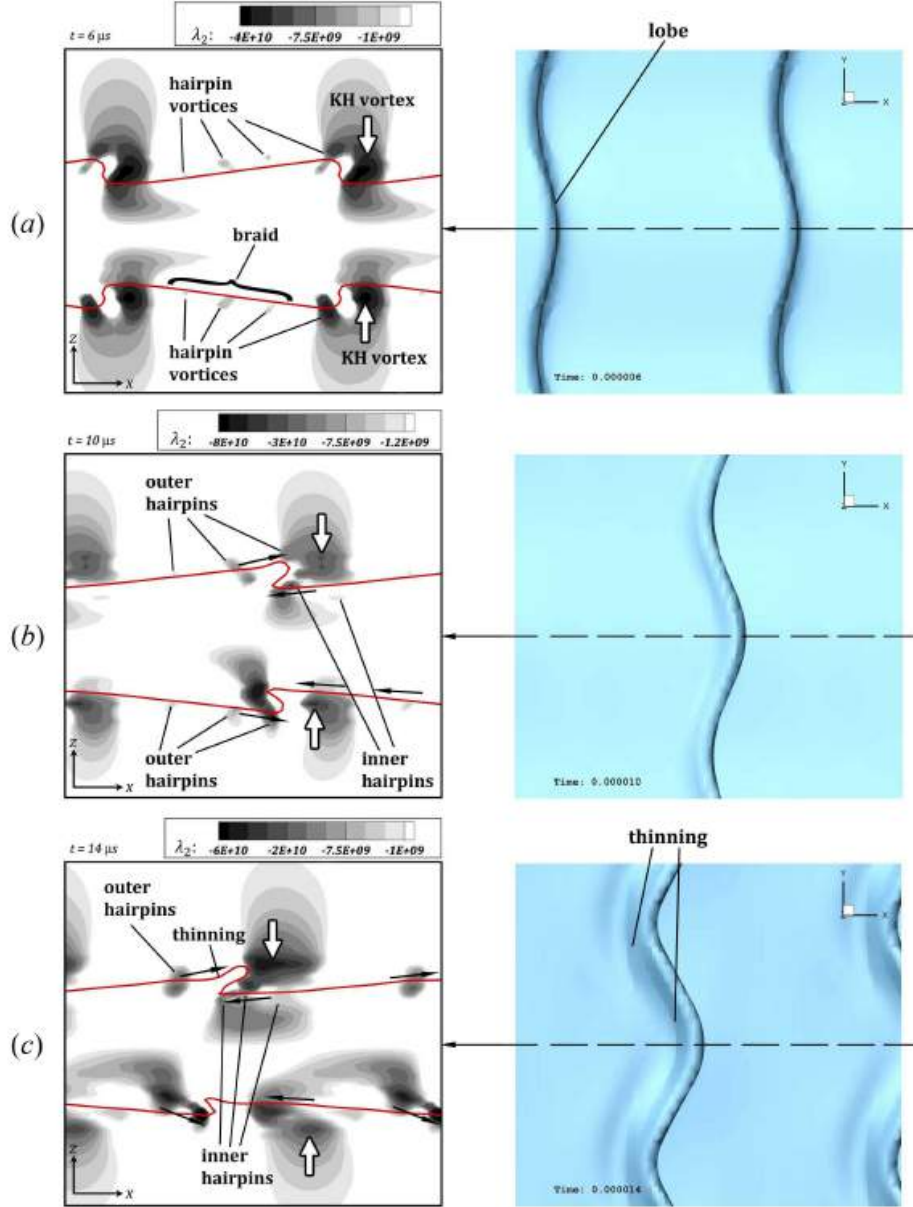 λ₂:
-4E+10 -7.5E+09 -1E+09
t = 6 µs
hairpin
vortices
KH vortex
braid
hairpin
vortices
KH vortex
Z
X
(a)
lobe
Y
Z X
Time: 0.000006
λ₂:
-8E+10 -3E+10 -7.5E+09 -1.2E+09
t = 10 µs
outer
hairpins
outer
hairpins
inner
hairpins
Z
X
(b)
Y
Z X
Time: 0.000010
λ₂:
-6E+10 -2E+10 -7.5E+09 -1E+09
t = 14 µs
outer
hairpins
thinning
inner
hairpins
Z
X
(c)
thinning
Y
Z X
Time: 0.000014